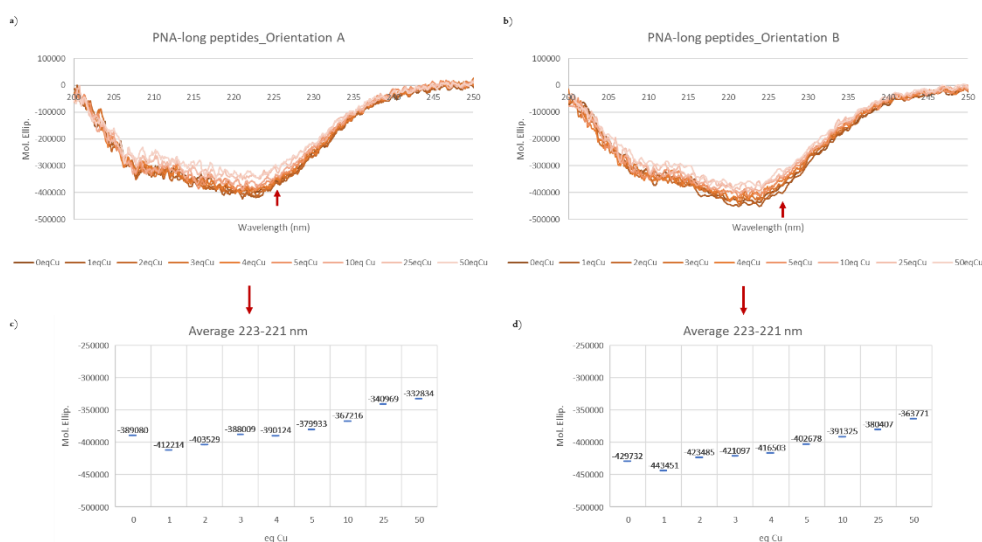 a)
PNA-long peptides_Orientation A
100000
0
-100000
-200000
-300000
-400000
-500000
Mol. Ellip.
200 205 210 215 220 225 230 235 240 245 250
Wavelength (nm)
0eqCu 1eqCu 2eqCu 3eqCu 4eqCu 5eqCu 10eq Cu 25eqCu 50eqCu
b)
PNA-long peptides_Orientation B
100000
0
-100000
-200000
-300000
-400000
-500000
Mol. Ellip.
200 205 210 215 220 225 230 235 240 245 250
Wavelength (nm)
0eqCu 1eqCu 2eqCu 3eqCu 4eqCu 5eqCu 10eq Cu 25eqCu 50eqCu
c)
Average 223-221 nm
-250000
-300000
-350000
-400000
-450000
-500000
Mol. Ellip.
-389080 -412214 -403529 -388009 -390124 -379933 -367216 -340969 -332834
0 1 2 3 4 5 10 25 50
eq Cu
d)
Average 223-221 nm
-250000
-300000
-350000
-400000
-450000
-500000
Mol. Ellip.
-429732 -443451 -423485 -421097 -416503 -402678 -391325 -380407 -363771
0 1 2 3 4 5 10 25 50
eq Cu